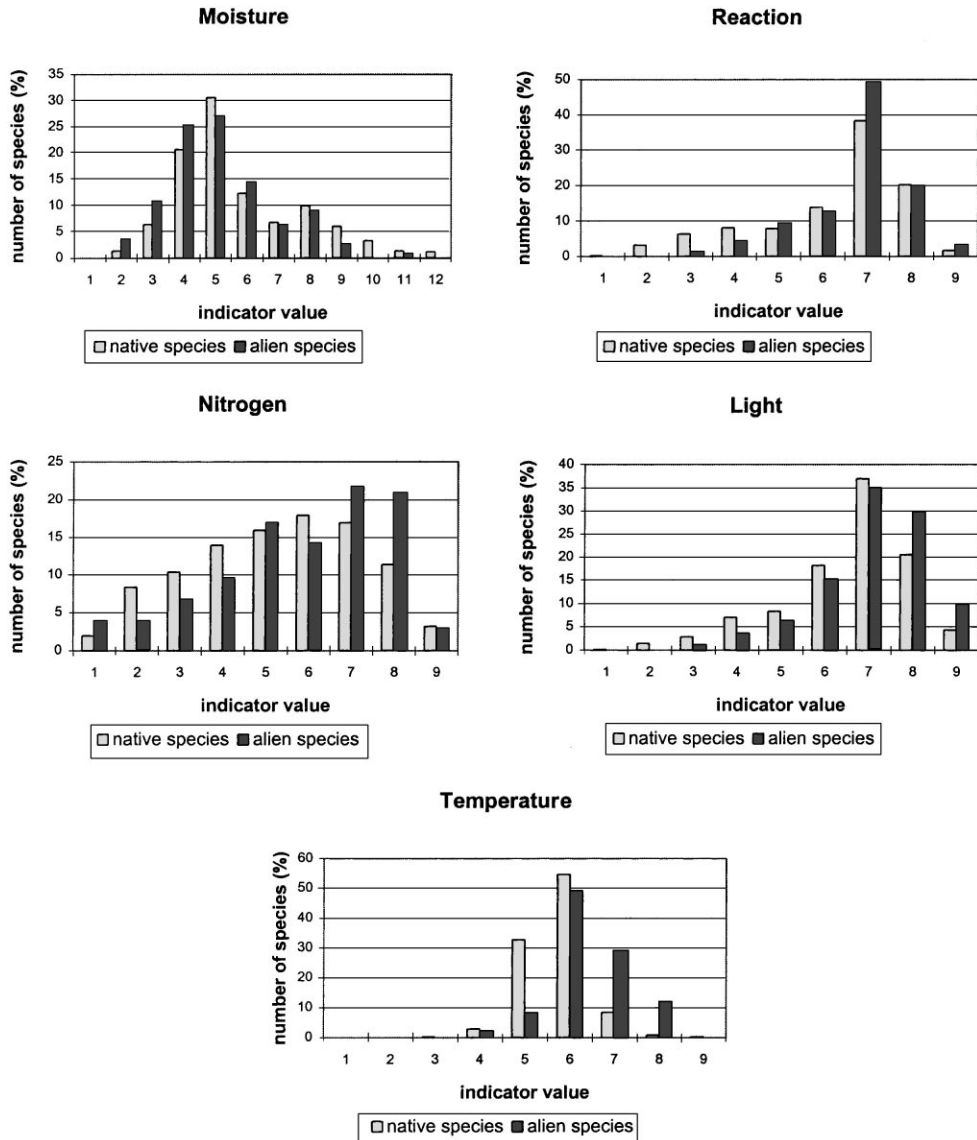 Moisture
number of species (%)
35
30
25
20
15
10
5
0
1 2 3 4 5 6 7 8 9 10 11 12
indicator value
native species alien species
Reaction
number of species (%)
50
40
30
20
10
0
1 2 3 4 5 6 7 8 9
indicator value
native species alien species
Nitrogen
number of species (%)
25
20
15
10
5
0
1 2 3 4 5 6 7 8 9
indicator value
native species alien species
Light
number of species (%)
40
35
30
25
20
15
10
5
0
1 2 3 4 5 6 7 8 9
indicator value
native species alien species
Temperature
number of species (%)
60
50
40
30
20
10
0
1 2 3 4 5 6 7 8 9
indicator value
native species alien species